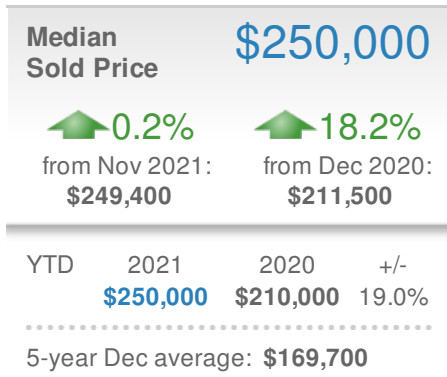 Median
Sold Price
$250,000
0.2%
from Nov 2021:
$249,400
18.2%
from Dec 2020:
$211,500
YTD 2021 2020 +/-
$250,000 $210,000 19.0%
5-year Dec average: $169,700